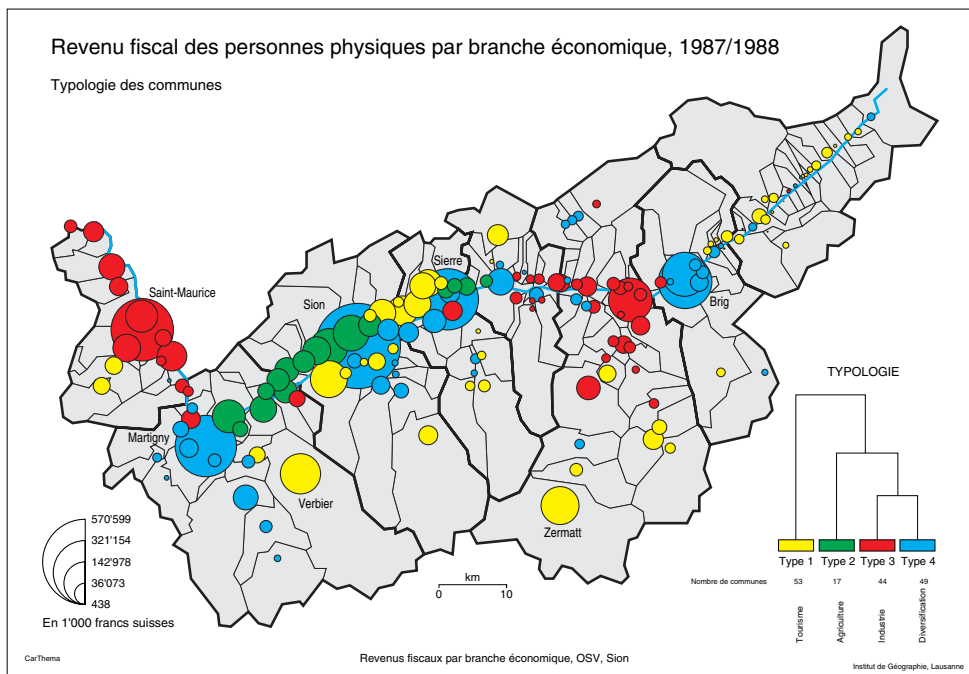 Revenu fiscal des personnes physiques par branche économique, 1987/1988
Typologie des communes
Saint-Maurice
Sion
Sierre
Brig
Martigny
Verbier
Zermatt
TYPOLOGIE
Type 1 Type 2 Type 3 Type 4
Nombre de communes 53 17 44 49
Tourisme
Agriculture
Industrie
Diversification
570'599
321'154
142'978
36'073
438
En 1'000 francs suisses
km
0 10
CarThema
Revenus fiscaux par branche économique, OSV, Sion
Institut de Géographie, Lausanne